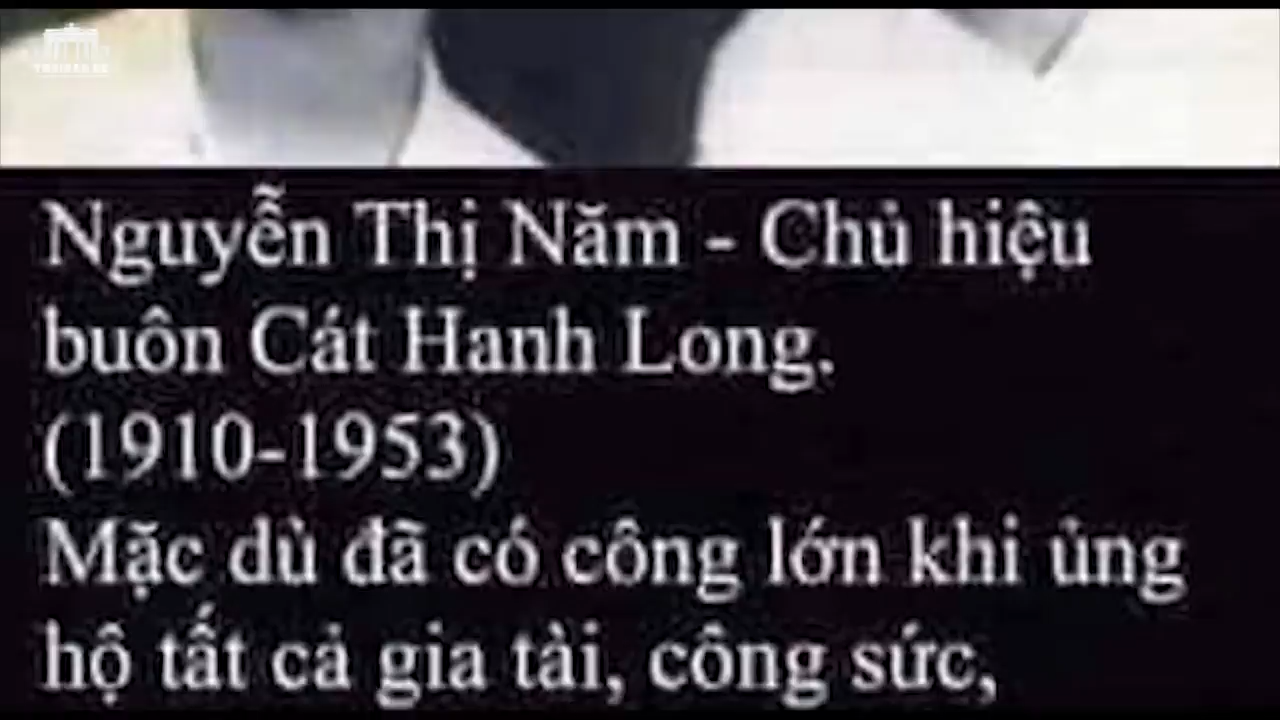 Nguyễn Thị Năm - Chủ hiệu
buôn Cát Hanh Long.
(1910-1953)
Mặc dù đã có công lớn khi ủng
hộ tất cả gia tài, công sức,